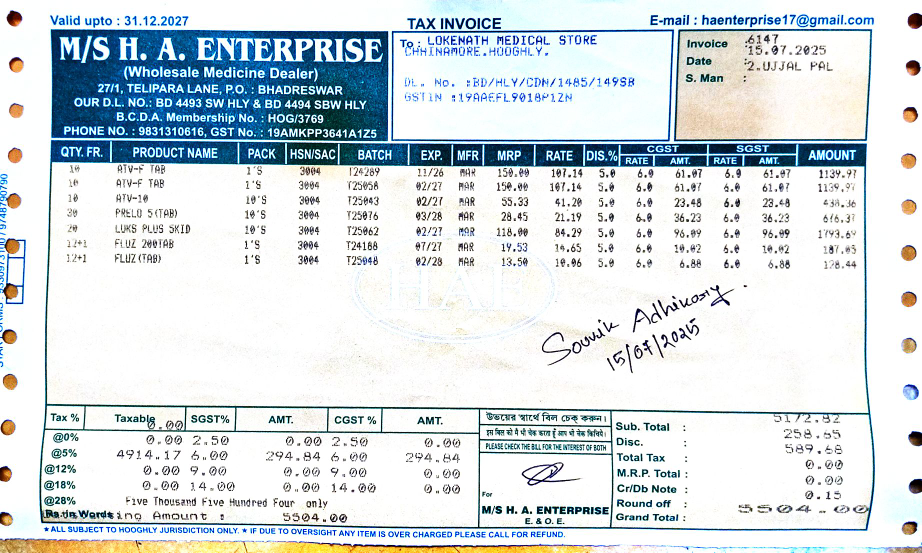 Valid upto : 31.12.2027
TAX INVOICE
E-mail : haenterprise17@gmail.com
M/S H. A. ENTERPRISE
(Wholesale Medicine Dealer)
27/1, TELIPARA LANE, P.O. : BHADRESWAR
OUR D.L. NO.: BD 4493 SW HLY & BD 4494 SBW HLY
B.C.D.A. Membership No. : HOG/3769
PHONE NO. : 9831310616, GST No. : 19AMKPP3641A1Z5
To : LOKENATH MEDICAL STORE
CHHINAMORE.HOOGHLY.
DL. No. :BD/HLY/CDN/1485/149SB
GSTIN :19AAEFL9018P1ZN
Invoice :6147
15.07.2025
Date :
S. Man : 2.UJJAL PAL
QTY. FR. PRODUCT NAME PACK HSN/SAC BATCH EXP. MFR MRP RATE DIS.% CGST SGST AMOUNT
RATE AMT. RATE AMT.
10 ATV-F TAB 1'S 3004 T24289 11/26 MAR 150.00 107.14 5.0 6.0 61.07 6.0 61.07 1139.97
10 ATV-F TAB 1'S 3004 T25058 02/27 MAR 150.00 107.14 5.0 6.0 61.07 6.0 61.07 1139.97
10 ATV-10 10'S 3004 T25043 02/27 MAR 55.33 41.20 5.0 6.0 23.48 6.0 23.48 438.36
30 PRELO 5(TAB) 10'S 3004 T25076 03/28 MAR 28.45 21.19 5.0 6.0 36.23 6.0 36.23 676.37
20 LUKS PLUS 5KID 10'S 3004 T25062 02/27 MAR 118.00 84.29 5.0 6.0 96.09 6.0 96.09 1793.69
12+1 FLUZ 200TAB 1'S 3004 T24188 07/27 MAR 19.53 14.65 5.0 6.0 10.02 6.0 10.02 187.05
12+1 FLUZ(TAB) 1'S 3004 T25048 02/28 MAR 13.50 10.06 5.0 6.0 6.88 6.0 6.88 128.44
HAE
Souvik Adhikary
15/07/2025
Tax % Taxable SGST% AMT. CGST % AMT.
0.00
@0% 0.00 2.50 0.00 2.50 0.00
@5% 4914.17 6.00 294.84 6.00 294.84
@12% 0.00 9.00 0.00 9.00 0.00
@18% 0.00 14.00 0.00 14.00 0.00
@28% Five Thousand Five Hundred Four only
Rs. in Words
ing Amount : 5504.00
উভয়ের স্বার্থে বিল চেক্ করুন।
PLEASE CHECK THE BILL FOR THE INTEREST OF BOTH
For
M/S H. A. ENTERPRISE
E. & O. E.
Sub. Total : 5172.82
Disc. : 258.65
Total Tax : 589.68
M.R.P. Total : 0.00
Cr/Db Note : 0.00
Round off : 0.15
Grand Total : 5504.00
★ ALL SUBJECT TO HOOGHLY JURISDICTION ONLY. ★ IF DUE TO OVERSIGHT ANY ITEM IS OVER CHARGED PLEASE CALL FOR REFUND.